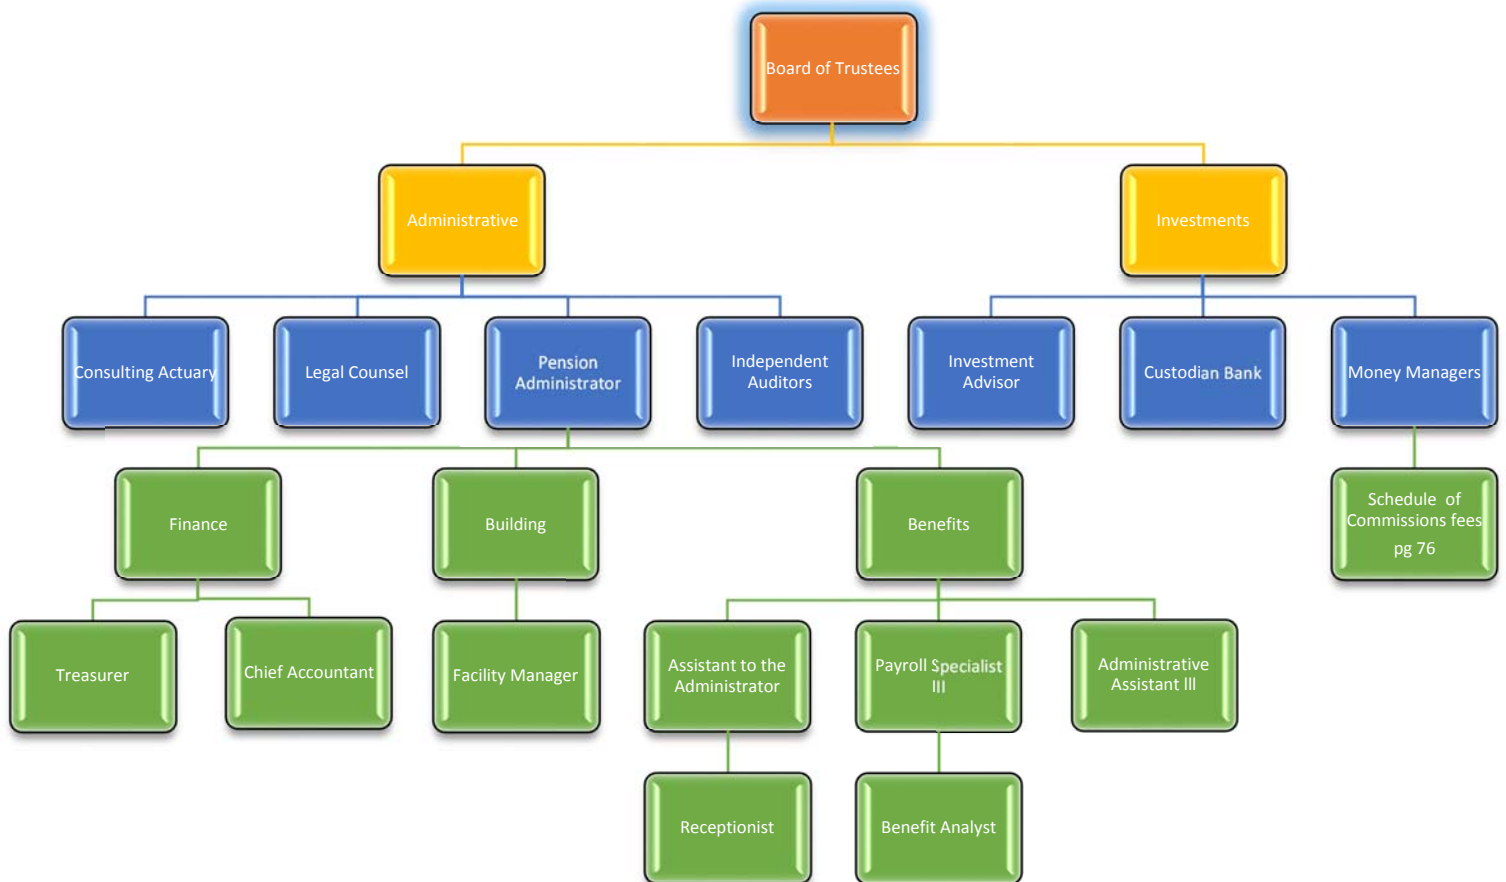 Board of Trustees
Administrative
Investments
Consulting Actuary
Legal Counsel
Pension
Administrator
Independent
Auditors
Investment
Advisor
Custodian Bank
Money Managers
Finance
Building
Benefits
Schedule of
Commissions fees
pg 76
Treasurer
Chief Accountant
Facility Manager
Assistant to the
Administrator
Payroll Specialist
III
Administrative
Assistant III
Receptionist
Benefit Analyst